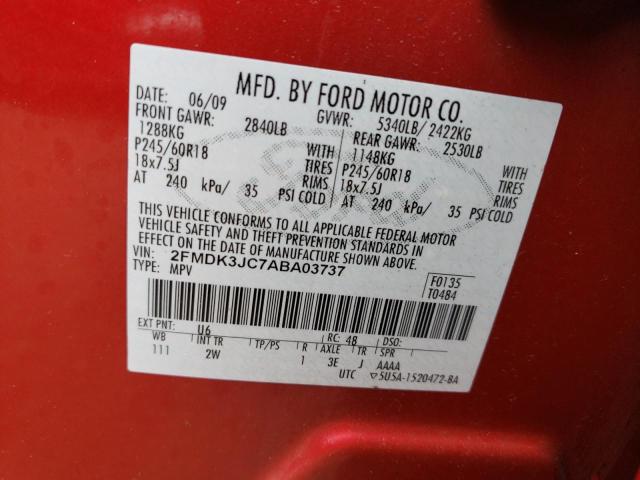 MFD. BY FORD MOTOR CO.
DATE: 06/09 GVWR: 5340LB/ 2422KG
FRONT GAWR: 2840LB REAR GAWR: 2530LB
1288KG WITH 1148KG WITH
P245/60R18 TIRES P245/60R18 TIRES
18x7.5J RIMS 18x7.5J RIMS
AT 240 kPa/ 35 PSI COLD AT 240 kPa/ 35 PSI COLD
THIS VEHICLE CONFORMS TO ALL APPLICABLE FEDERAL MOTOR
VEHICLE SAFETY AND THEFT PREVENTION STANDARDS IN
EFFECT ON THE DATE OF MANUFACTURE SHOWN ABOVE.
VIN: 2FMDK3JC7ABA03737
TYPE: MPV
F0135
T0484
EXT PNT: U6 RC: 48 DSO:
WB INT TR TP/PS R AXLE TR SPR
111 2W 1 3E J AAAA
UTC 5U5A-1520472-BA